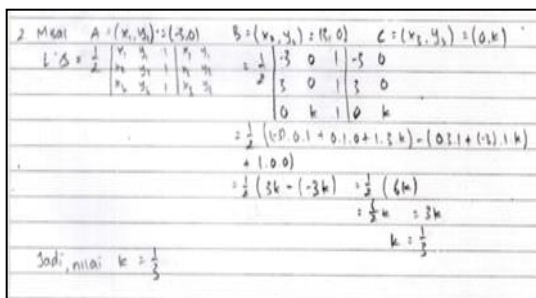 2 Misal A = (x₁, y₁) = (-3,0) B = (x₂, y₂) = (3, 0) C = (x₃, y₃) = (0,k)
L Δ = 1/2 | x₁ y₁ 1 | x₁ y₁ = 1/2 | -3 0 1 | -3 0
x₂ y₂ 1 | x₂ y₂ 3 0 1 | 3 0
x₃ y₃ 1 | x₃ y₃ 0 k 1 | 0 k
= 1/2 ((-3).0.1 + 0.1.0 + 1.3.k) - (0.3.1 + (-3).1.k)
+ 1.0.0)
= 1/2 (3k - (-3k) = 1/2 (6k)
= 6/2 k = 3k
k = 1/3
Jadi, nilai k = 1/3